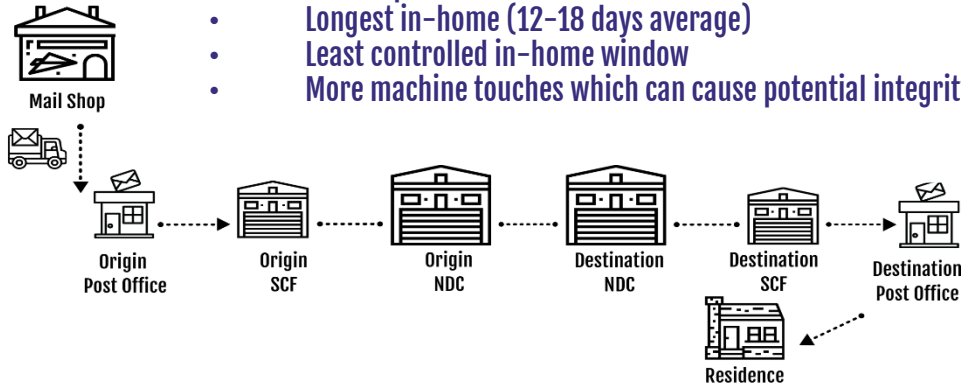 • Longest in-home (12-18 days average)
• Least controlled in-home window
• More machine touches which can cause potential
Mail Shop
Origin
Post Office
Origin
SCF
Origin
NDC
Destination
NDC
Destination
SCF
Destination
Post Office
Residence